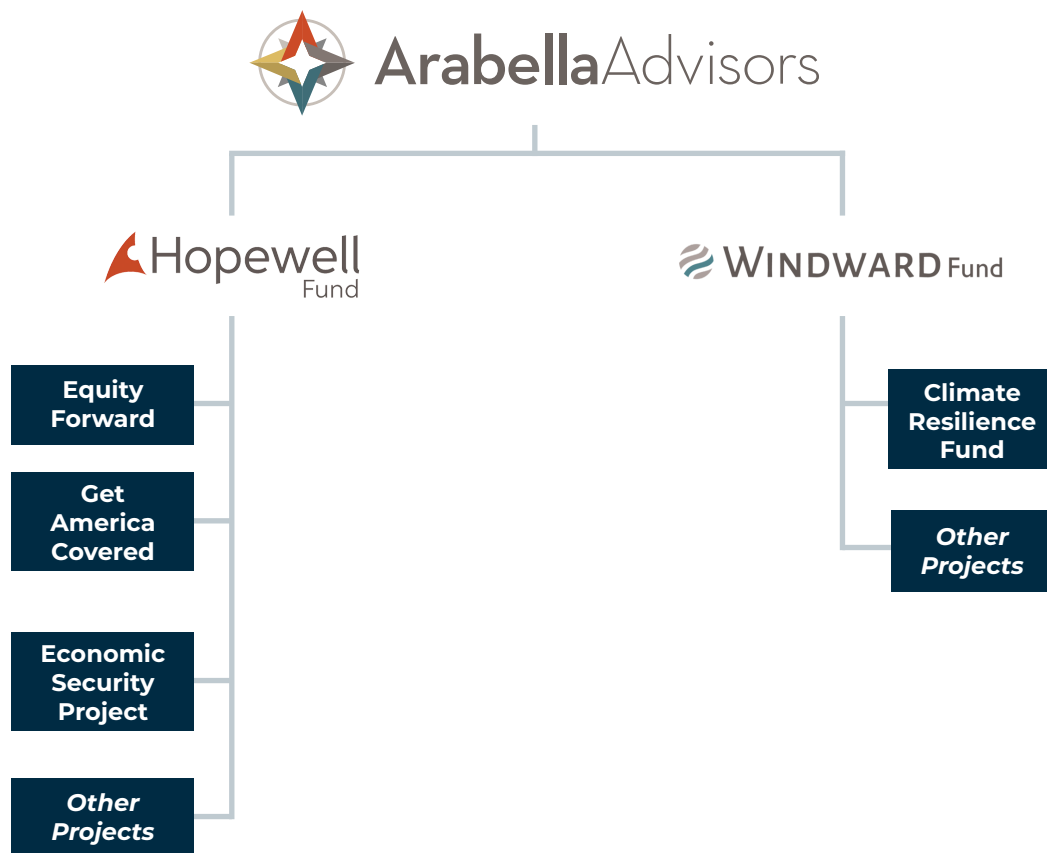 ArabellaAdvisors
Hopewell
Fund
WINDWARD Fund
Equity
Forward
Get
America
Covered
Economic
Security
Project
Other
Projects
Climate
Resilience
Fund
Other
Projects